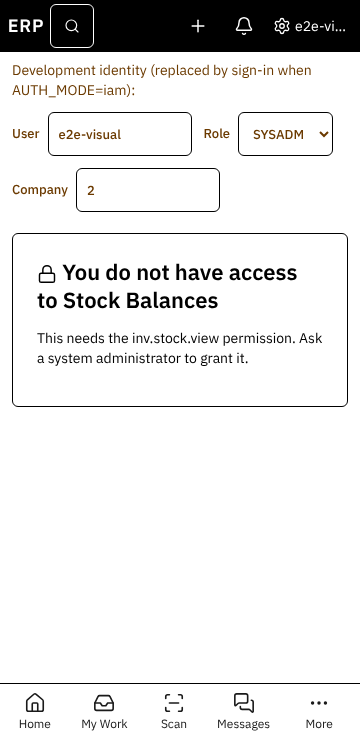 ERP
e2e-vi...
Development identity (replaced by sign-in when
AUTH_MODE=iam):
User
e2e-visual
Role
SYSADM
Company
2
You do not have access
to Stock Balances
This needs the inv.stock.view permission. Ask
a system administrator to grant it.
Home
My Work
Scan
Messages
More